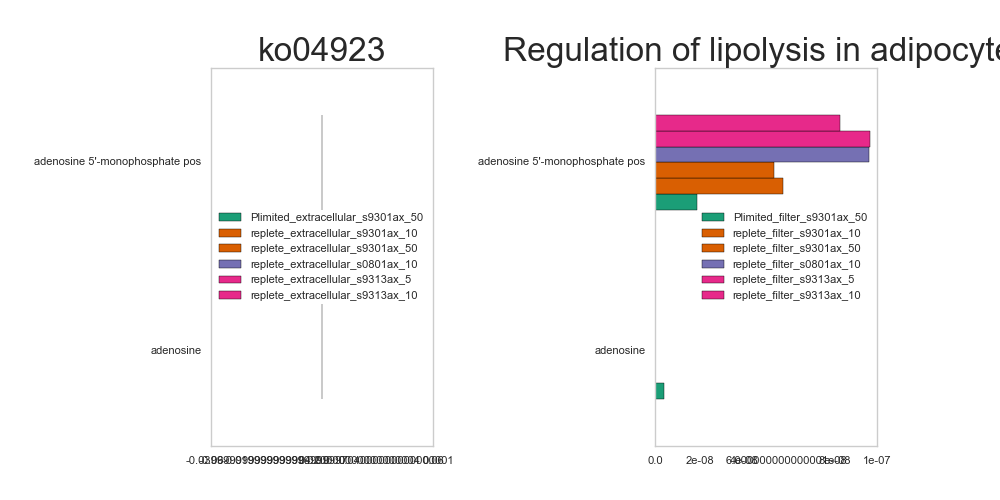 ko04923
Regulation of lipolysis in adipocyte
adenosine 5'-monophosphate pos
adenosine
Plimited_extracellular_s9301ax_50
replete_extracellular_s9301ax_10
replete_extracellular_s9301ax_50
replete_extracellular_s0801ax_10
replete_extracellular_s9313ax_5
replete_extracellular_s9313ax_10
adenosine 5'-monophosphate pos
adenosine
Plimited_filter_s9301ax_50
replete_filter_s9301ax_10
replete_filter_s9301ax_50
replete_filter_s0801ax_10
replete_filter_s9313ax_5
replete_filter_s9313ax_10
0.0 2e-08 1e-07